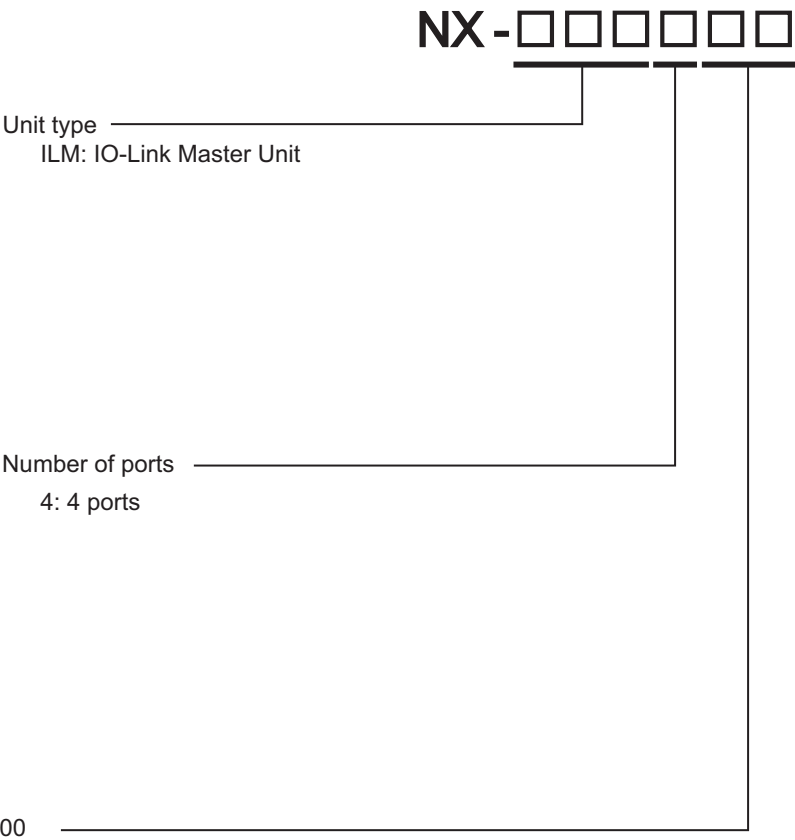 NX-□□□□□□
Unit type
ILM: IO-Link Master Unit
Number of ports
4: 4 ports
00